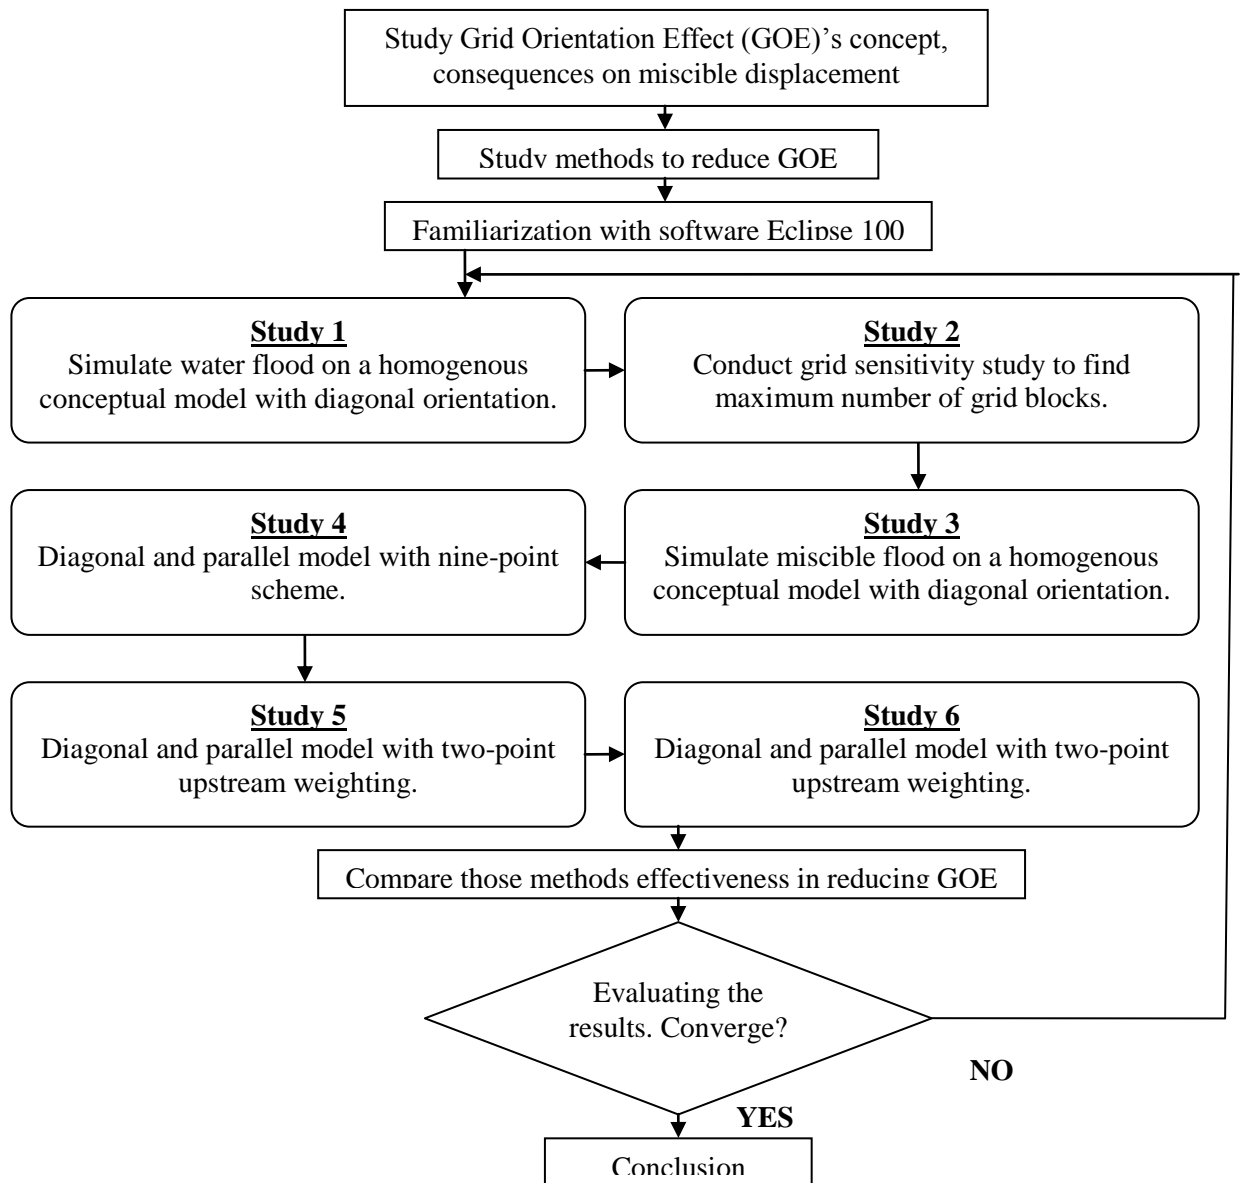 Study Grid Orientation Effect (GOE)’s concept,
consequences on miscible displacement
Study methods to reduce GOE
Familiarization with software Eclipse 100
Study 1
Simulate water flood on a homogenous
conceptual model with diagonal orientation.
Study 2
Conduct grid sensitivity study to find
maximum number of grid blocks.
Study 4
Diagonal and parallel model with nine-point
scheme.
Study 3
Simulate miscible flood on a homogenous
conceptual model with diagonal orientation.
Study 5
Diagonal and parallel model with two-point
upstream weighting.
Study 6
Diagonal and parallel model with two-point
upstream weighting.
Compare those methods effectiveness in reducing GOE
Evaluating the
results. Converge?
NO
YES
Conclusion